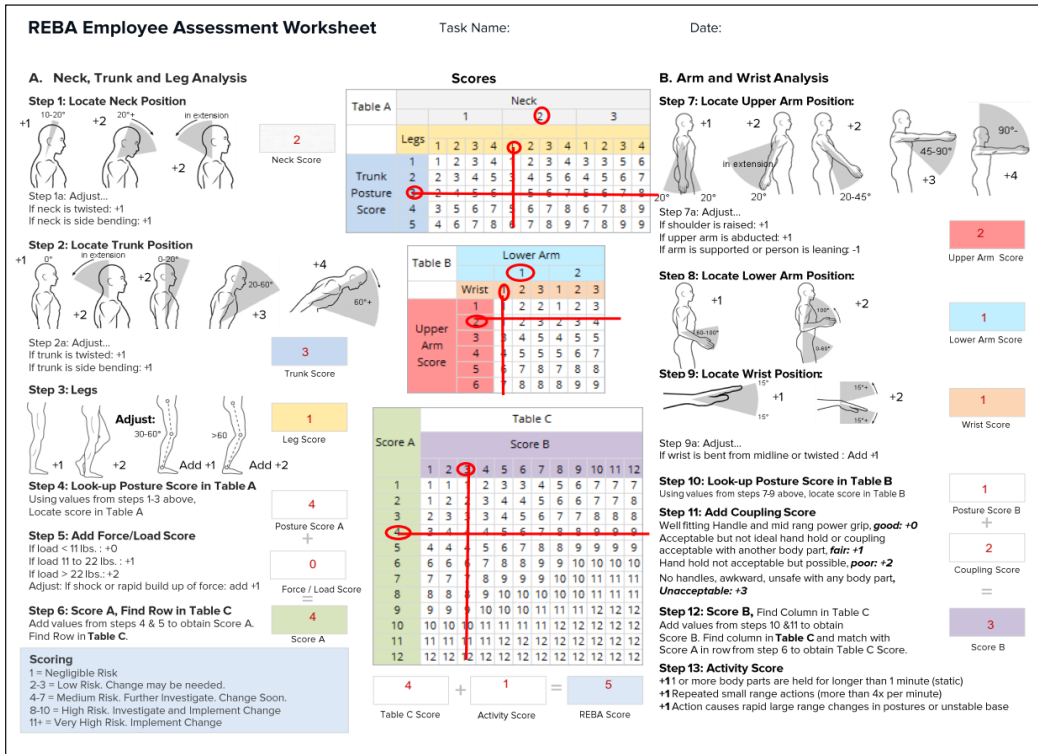 REBA Employee Assessment Worksheet
Task Name:
Date:
A. Neck, Trunk and Leg Analysis
Step 1: Locate Neck Position
+1
10-20°
+2
20°+
in extension
+2
2
Neck Score
Step 1a: Adjust...
If neck is twisted: +1
If neck is side bending: +1
Step 2: Locate Trunk Position
+1
0°
in extension
+2
+2
0-20°
20-60°
+3
+4
60°+
Step 2a: Adjust...
If trunk is twisted: +1
If trunk is side bending: +1
3
Trunk Score
Step 3: Legs
+1
+2
Adjust:
30-60°
Add +1
>60
Add +2
1
Leg Score
Step 4: Look-up Posture Score in Table A
Using values from steps 1-3 above,
Locate score in Table A
4
Posture Score A
+
Step 5: Add Force/Load Score
If load < 11 lbs. : +0
If load 11 to 22 lbs.: +1
If load > 22 lbs.: +2
Adjust: If shock or rapid build up of force: add +1
0
Force / Load Score
=
Step 6: Score A, Find Row in Table C
Add values from steps 4 & 5 to obtain Score A.
Find Row in Table C.
4
Score A
Scoring
1 = Negligible Risk
2-3 = Low Risk. Change may be needed.
4-7 = Medium Risk. Further Investigate. Change Soon.
8-10 = High Risk. Investigate and Implement Change
11+ = Very High Risk. Implement Change
Scores
Table A
Neck
1 2 3
Legs
1 2 3 4 1 2 3 4 1 2 3 4
Trunk Posture Score
1 1 2 3 4 2 3 4 3 3 5 6
2 2 3 4 5 3 4 5 6 4 5 6 7
3 2 4 5 6 5 6 7 5 6 7 8
4 3 5 6 7 5 6 7 8 6 7 8 9
5 4 6 7 8 6 7 8 9 7 8 9 9
Table B
Lower Arm
1 2
Wrist 1 2 3 1 2 3
Upper Arm Score
1 2 2 1 2 3
2 2 3 2 3 4
3 3 4 5 4 5 5
4 4 5 5 5 6 7
5 6 7 8 7 8 8
6 7 8 8 8 9 9
Table C
Score A
Score B
1 2 3 4 5 6 7 8 9 10 11 12
1 1 1 1 2 3 3 4 5 6 7 7 7
2 1 2 2 3 4 4 5 6 6 7 7 8
3 2 3 3 3 4 5 6 7 7 8 8 8
4 3 4 4 4 5 6 7 8 8 9 9 9
5 4 4 4 5 6 7 8 8 9 9 9 9
6 6 6 6 7 8 8 9 9 10 10 10 10
7 7 7 7 8 9 9 9 10 10 11 11 11
8 8 8 8 9 10 10 10 10 10 11 11 11
9 9 9 9 10 10 10 11 11 11 12 12 12
10 10 10 10 11 11 11 11 12 12 12 12 12
11 11 11 11 11 12 12 12 12 12 12 12 12
12 12 12 12 12 12 12 12 12 12 12 12 12
4
Table C Score
+
1
Activity Score
=
5
REBA Score
B. Arm and Wrist Analysis
Step 7: Locate Upper Arm Position:
+1
20°
20°
+2
in extension
20°
+2
20-45°
45-90°
+3
90°-
+4
Step 7a: Adjust...
If shoulder is raised: +1
If upper arm is abducted: +1
If arm is supported or person is leaning: -1
2
Upper Arm Score
Step 8: Locate Lower Arm Position:
+1
60-100°
+2
100°
0-60°
1
Lower Arm Score
Step 9: Locate Wrist Position:
15°
+1
15°
15°+
+2
15°+
1
Wrist Score
Step 9a: Adjust...
If wrist is bent from midline or twisted : Add +1
Step 10: Look-up Posture Score in Table B
Using values from steps 7-9 above, locate score in Table B
1
Posture Score B
+
Step 11: Add Coupling Score
Well fitting Handle and mid rang power grip, good: +0
Acceptable but not ideal hand hold or coupling
acceptable with another body part, fair: +1
Hand hold not acceptable but possible, poor: +2
No handles, awkward, unsafe with any body part,
Unacceptable: +3
2
Coupling Score
=
Step 12: Score B, Find Column in Table C
Add values from steps 10 &11 to obtain
Score B. Find column in Table C and match with
Score A in row from step 6 to obtain Table C Score.
3
Score B
Step 13: Activity Score
+1 1 or more body parts are held for longer than 1 minute (static)
+1 Repeated small range actions (more than 4x per minute)
+1 Action causes rapid large range changes in postures or unstable base